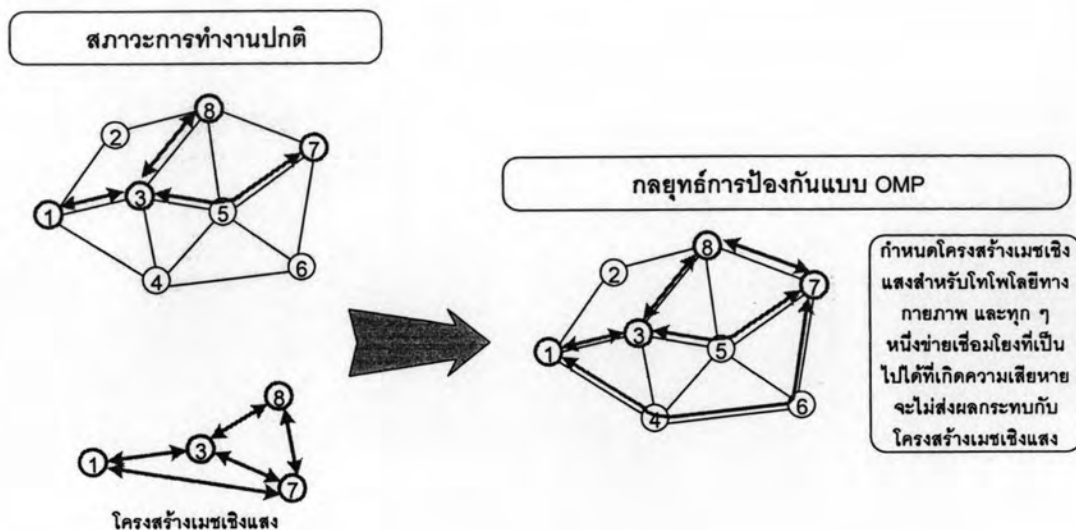 สภาวะการทำงานปกติ
8
2
7
3
1
5
6
4
8
3
1
7
โครงสร้างเมชเชิงแสง
กลยุทธ์การป้องกันแบบ OMP
8
2
7
3
1
5
6
4
กำหนดโครงสร้างเมชเชิง
แสงสำหรับโทโพโลยีทาง
กายภาพ และทุก ๆ
หนึ่งข่ายเชื่อมโยงที่เป็น
ไปได้ที่เกิดความเสียหาย
จะไม่ส่งผลกระทบกับ
โครงสร้างเมชเชิงแสง